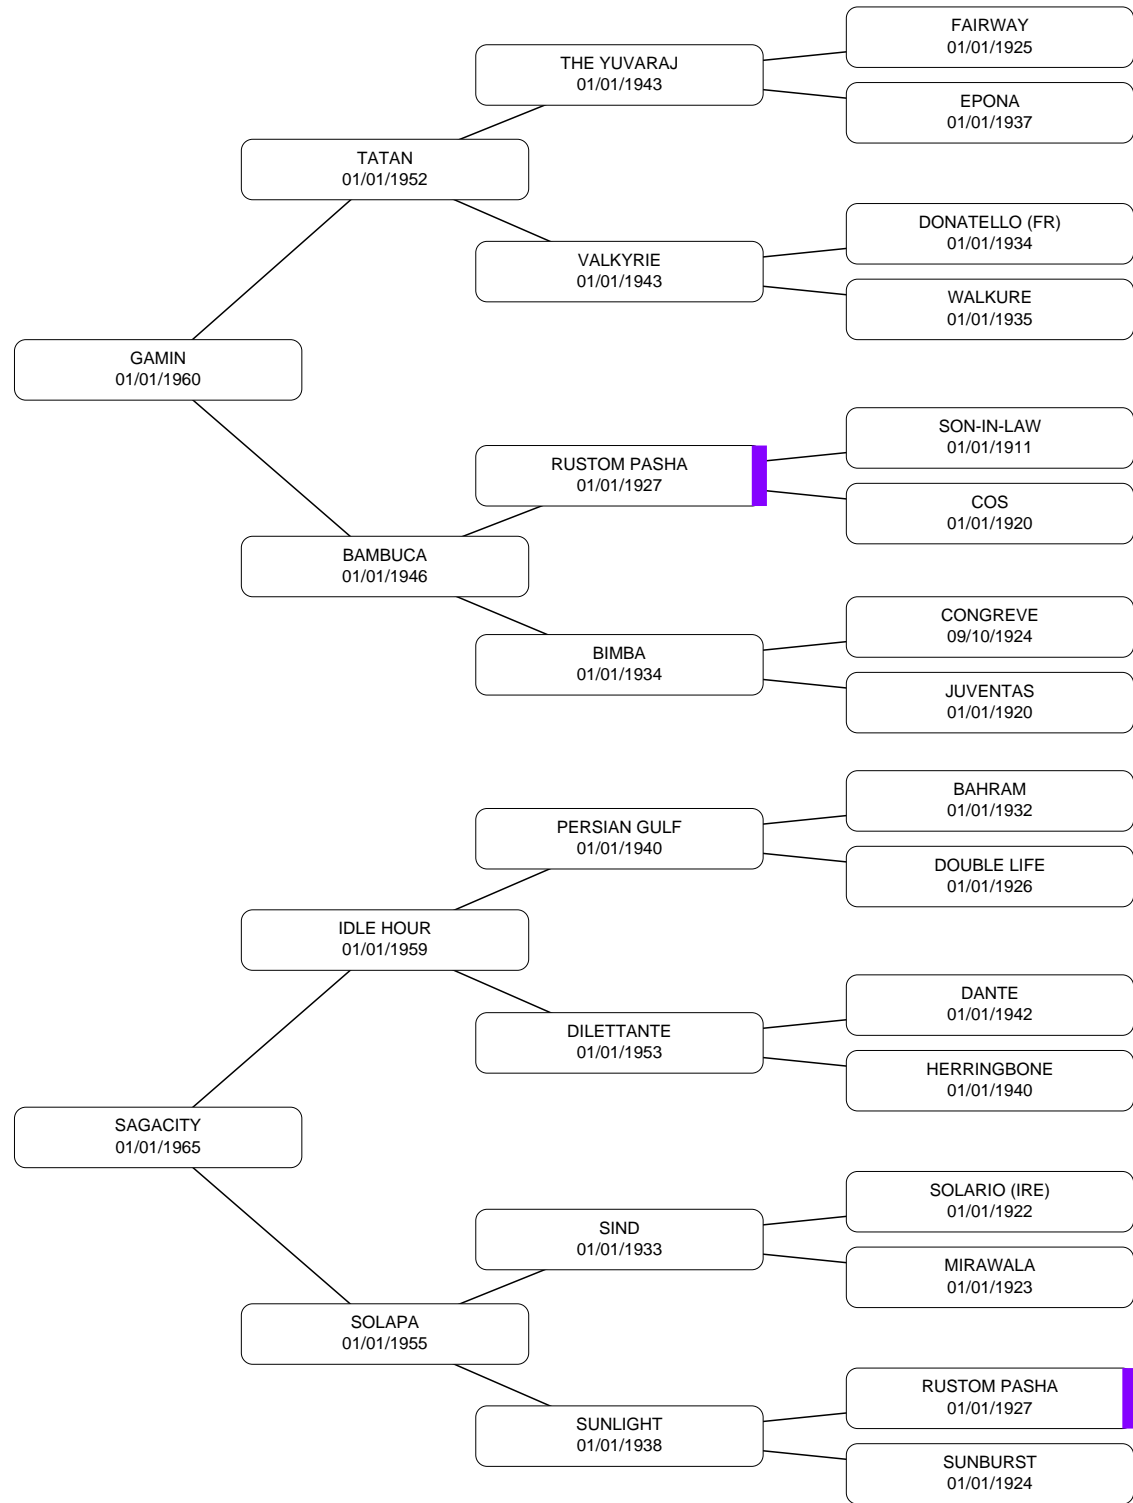 FAIRWAY
01/01/1925
THE YUVARAJ
01/01/1943
EPONA
01/01/1937
TATAN
01/01/1952
DONATELLO (FR)
01/01/1934
VALKYRIE
01/01/1943
WALKURE
01/01/1935
GAMIN
01/01/1960
SON-IN-LAW
01/01/1911
RUSTOM PASHA
01/01/1927
COS
01/01/1920
BAMBUCA
01/01/1946
CONGREVE
09/10/1924
BIMBA
01/01/1934
JUVENTAS
01/01/1920
BAHRAM
01/01/1932
PERSIAN GULF
01/01/1940
DOUBLE LIFE
01/01/1926
IDLE HOUR
01/01/1959
DANTE
01/01/1942
DILETTANTE
01/01/1953
HERRINGBONE
01/01/1940
SAGACITY
01/01/1965
SOLARIO (IRE)
01/01/1922
SIND
01/01/1933
MIRAWALA
01/01/1923
SOLAPA
01/01/1955
RUSTOM PASHA
01/01/1927
SUNLIGHT
01/01/1938
SUNBURST
01/01/1924